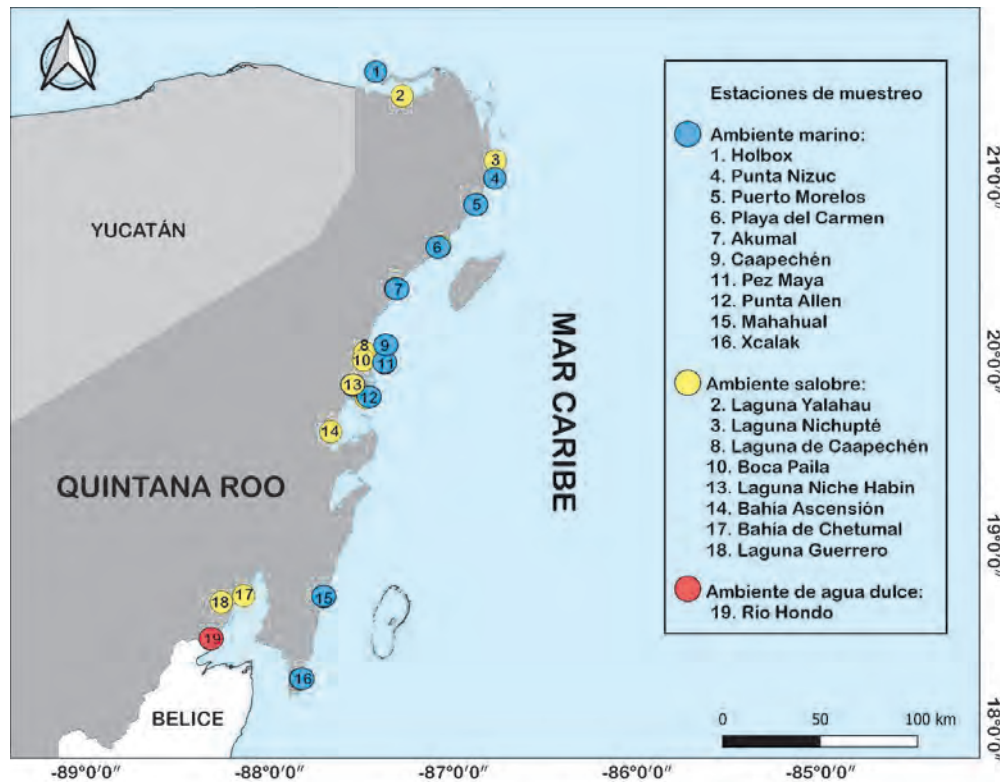 1
2
3
4
5
6
7
8
9
10
11
13
12
14
15
17
18
19
16
YUCATÁN
QUINTANA ROO
BELICE
MAR CARIBE
Estaciones de muestreo
Ambiente marino:
1. Holbox
4. Punta Nizuc
5. Puerto Morelos
6. Playa del Carmen
7. Akumal
9. Caapechén
11. Pez Maya
12. Punta Allen
15. Mahahual
16. Xcalak
Ambiente salobre:
2. Laguna Yalahau
3. Laguna Nichupté
8. Laguna de Caapechén
10. Boca Paila
13. Laguna Niche Habin
14. Bahía Ascensión
17. Bahía de Chetumal
18. Laguna Guerrero
Ambiente de agua dulce:
19. Río Hondo
0 50 100 km
21°0'0"
20°0'0"
19°0'0"
18°0'0"
-89°0'0" -88°0'0" -87°0'0" -86°0'0" -85°0'0"